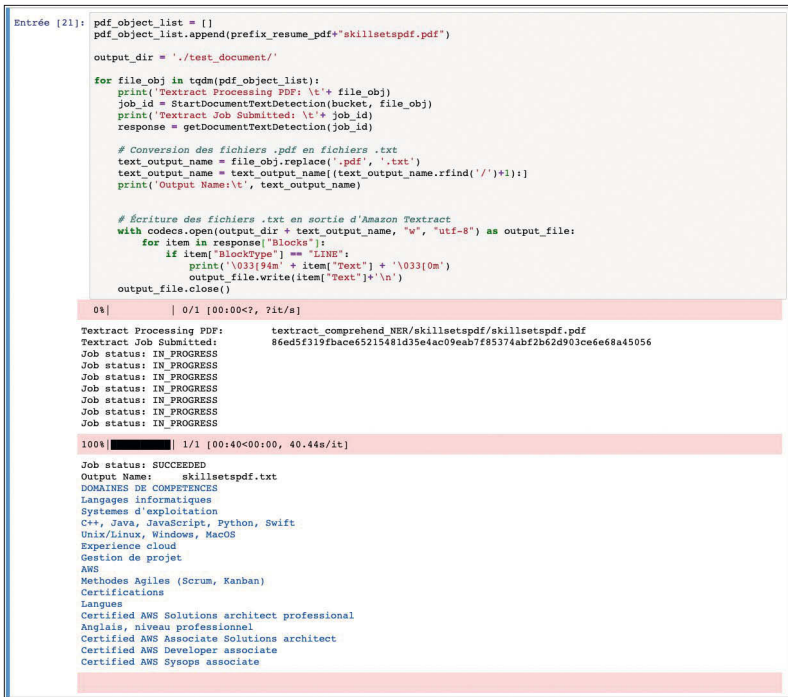 Entrée [21]: pdf_object_list = []
pdf_object_list.append(prefix_resume_pdf+"skillsetspdf.pdf")
output_dir = './test_document/'
for file_obj in tqdm(pdf_object_list):
print('Textract Processing PDF: \t'+ file_obj)
job_id = StartDocumentTextDetection(bucket, file_obj)
print('Textract Job Submitted: \t'+ job_id)
response = getDocumentTextDetection(job_id)
# Conversion des fichiers .pdf en fichiers .txt
text_output_name = file_obj.replace('.pdf', '.txt')
text_output_name = text_output_name[(text_output_name.rfind('/')+1):]
print('Output Name:\t', text_output_name)
# Écriture des fichiers .txt en sortie d'Amazon Textract
with codecs.open(output_dir + text_output_name, "w", "utf-8") as output_file:
for item in response["Blocks"]:
if item["BlockType"] == "LINE":
print('\033[94m' + item["Text"] + '\033[0m')
output_file.write(item["Text"]+'\n')
output_file.close()
0%| | 0/1 [00:00<?, ?it/s]
Textract Processing PDF: textract_comprehend_NER/skillsetspdf/skillsetspdf.pdf
Textract Job Submitted: 86ed5f319fbace65215481d35e4ac09eab7f85374abf2b62d903ce6e68a45056
Job status: IN_PROGRESS
Job status: IN_PROGRESS
Job status: IN_PROGRESS
Job status: IN_PROGRESS
Job status: IN_PROGRESS
Job status: IN_PROGRESS
Job status: IN_PROGRESS
100%| | 1/1 [00:40<00:00, 40.44s/it]
Job status: SUCCEEDED
Output Name: skillsetspdf.txt
DOMAINES DE COMPETENCES
Langages informatiques
Systemes d'exploitation
C++, Java, JavaScript, Python, Swift
Unix/Linux, Windows, MacOS
Experience cloud
Gestion de projet
AWS
Methodes Agiles (Scrum, Kanban)
Certifications
Langues
Certified AWS Solutions architect professional
Anglais, niveau professionnel
Certified AWS Associate Solutions architect
Certified AWS Developer associate
Certified AWS Sysops associate